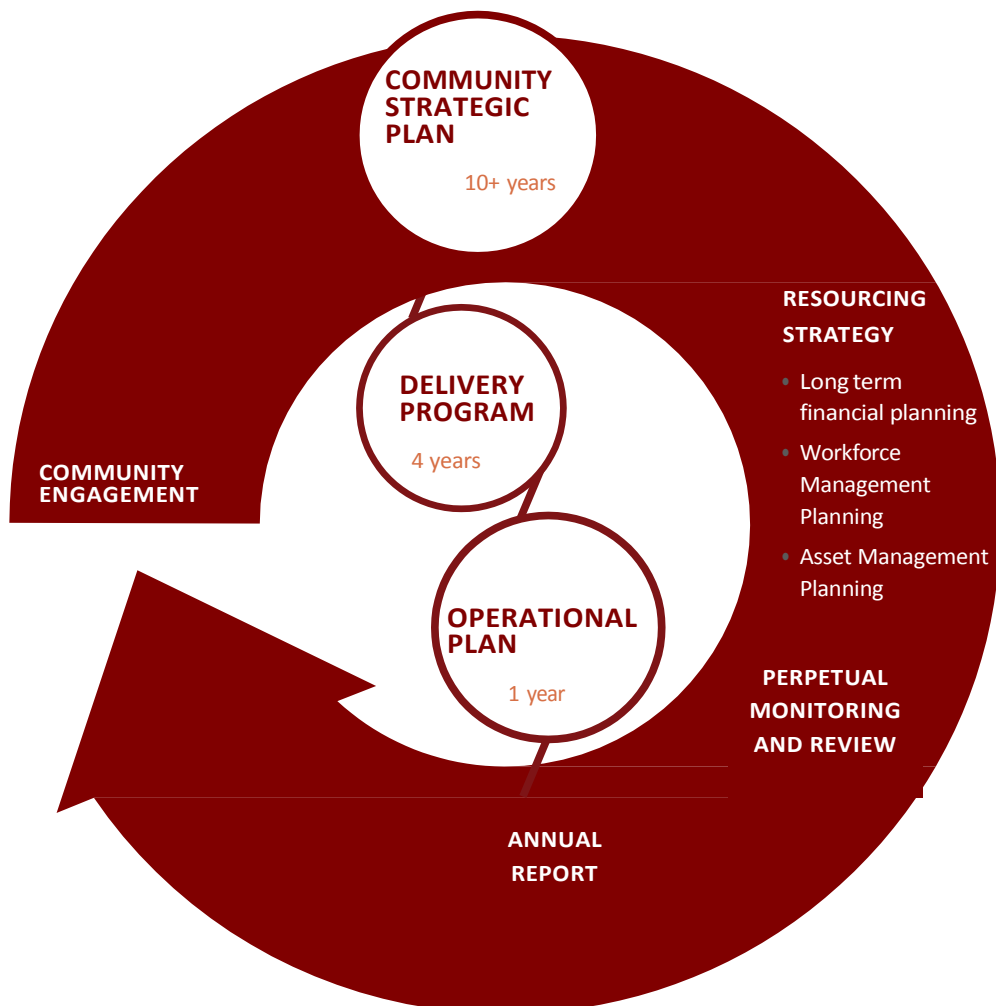 COMMUNITY
STRATEGIC
PLAN
10+ years
RESOURCING
STRATEGY
• Long term
financial planning
• Workforce
Management
Planning
• Asset Management
Planning
DELIVERY
PROGRAM
4 years
COMMUNITY
ENGAGEMENT
OPERATIONAL
PLAN
1 year
PERPETUAL
MONITORING
AND REVIEW
ANNUAL
REPORT